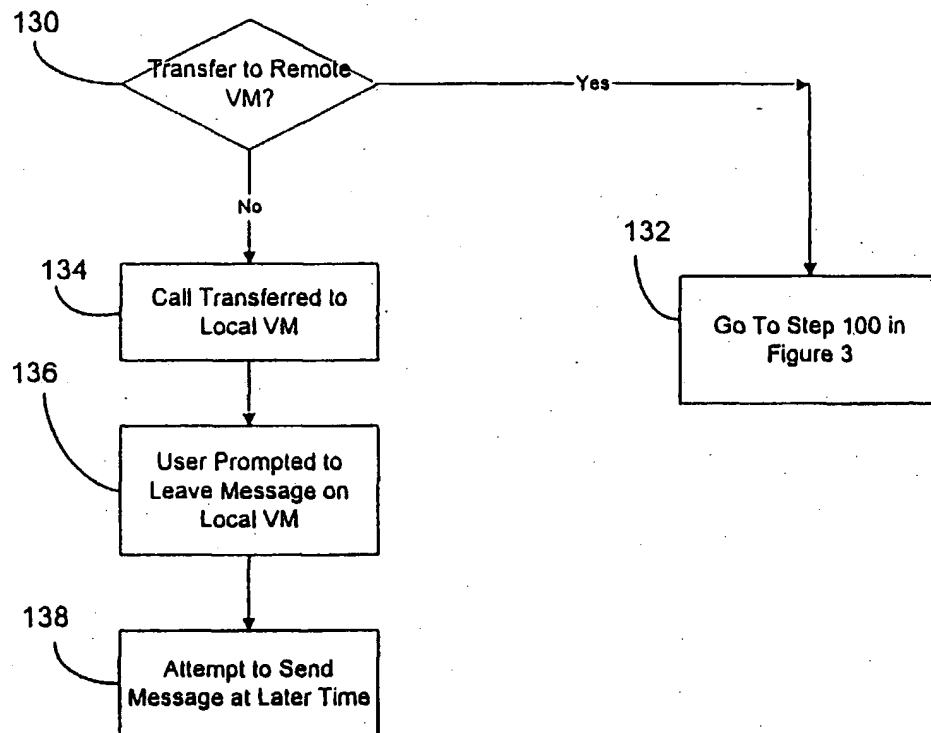 130
Transfer to Remote
VM?
Yes
No
132
134
Call Transferred to
Local VM
Go To Step 100 in
Figure 3
136
User Prompted to
Leave Message on
Local VM
138
Attempt to Send
Message at Later Time